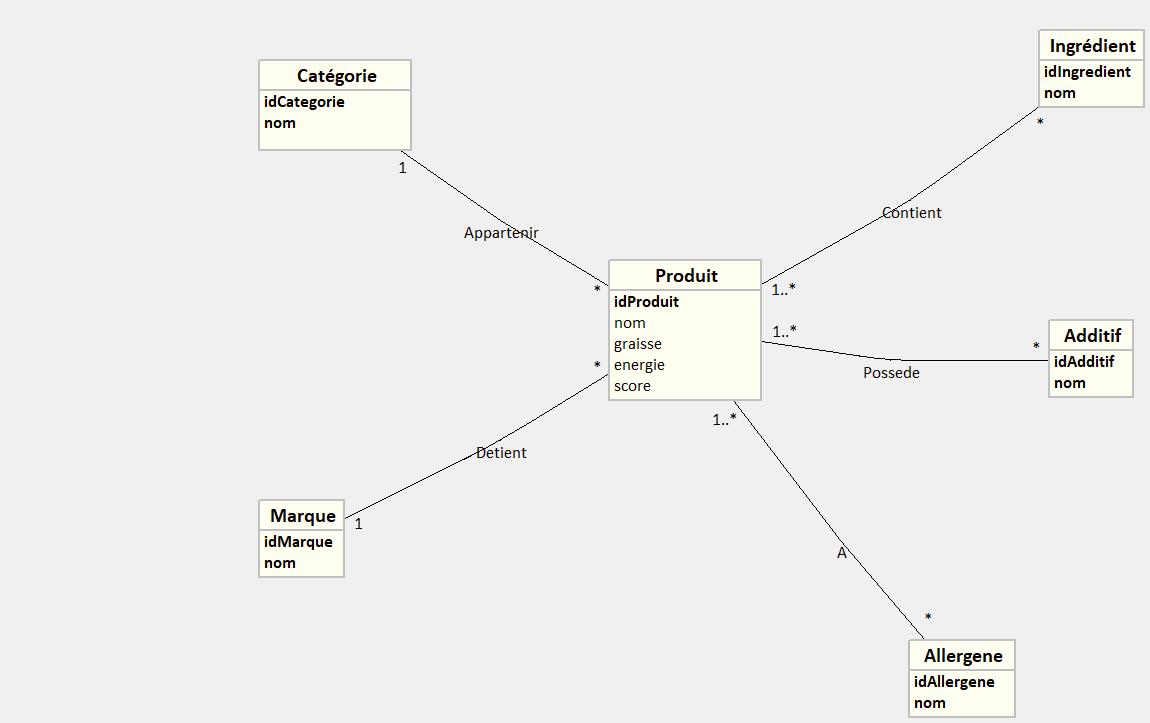 Catégorie
idCategorie
nom
1
Appartenir
*
Ingrédient
idIngredient
nom
*
Contient
1..*
Produit
idProduit
nom
graisse
energie
score
1..*
*
Possede
Additif
idAdditif
nom
*
Detient
1
Marque
idMarque
nom
1..*
A
*
Allergene
idAllergene
nom